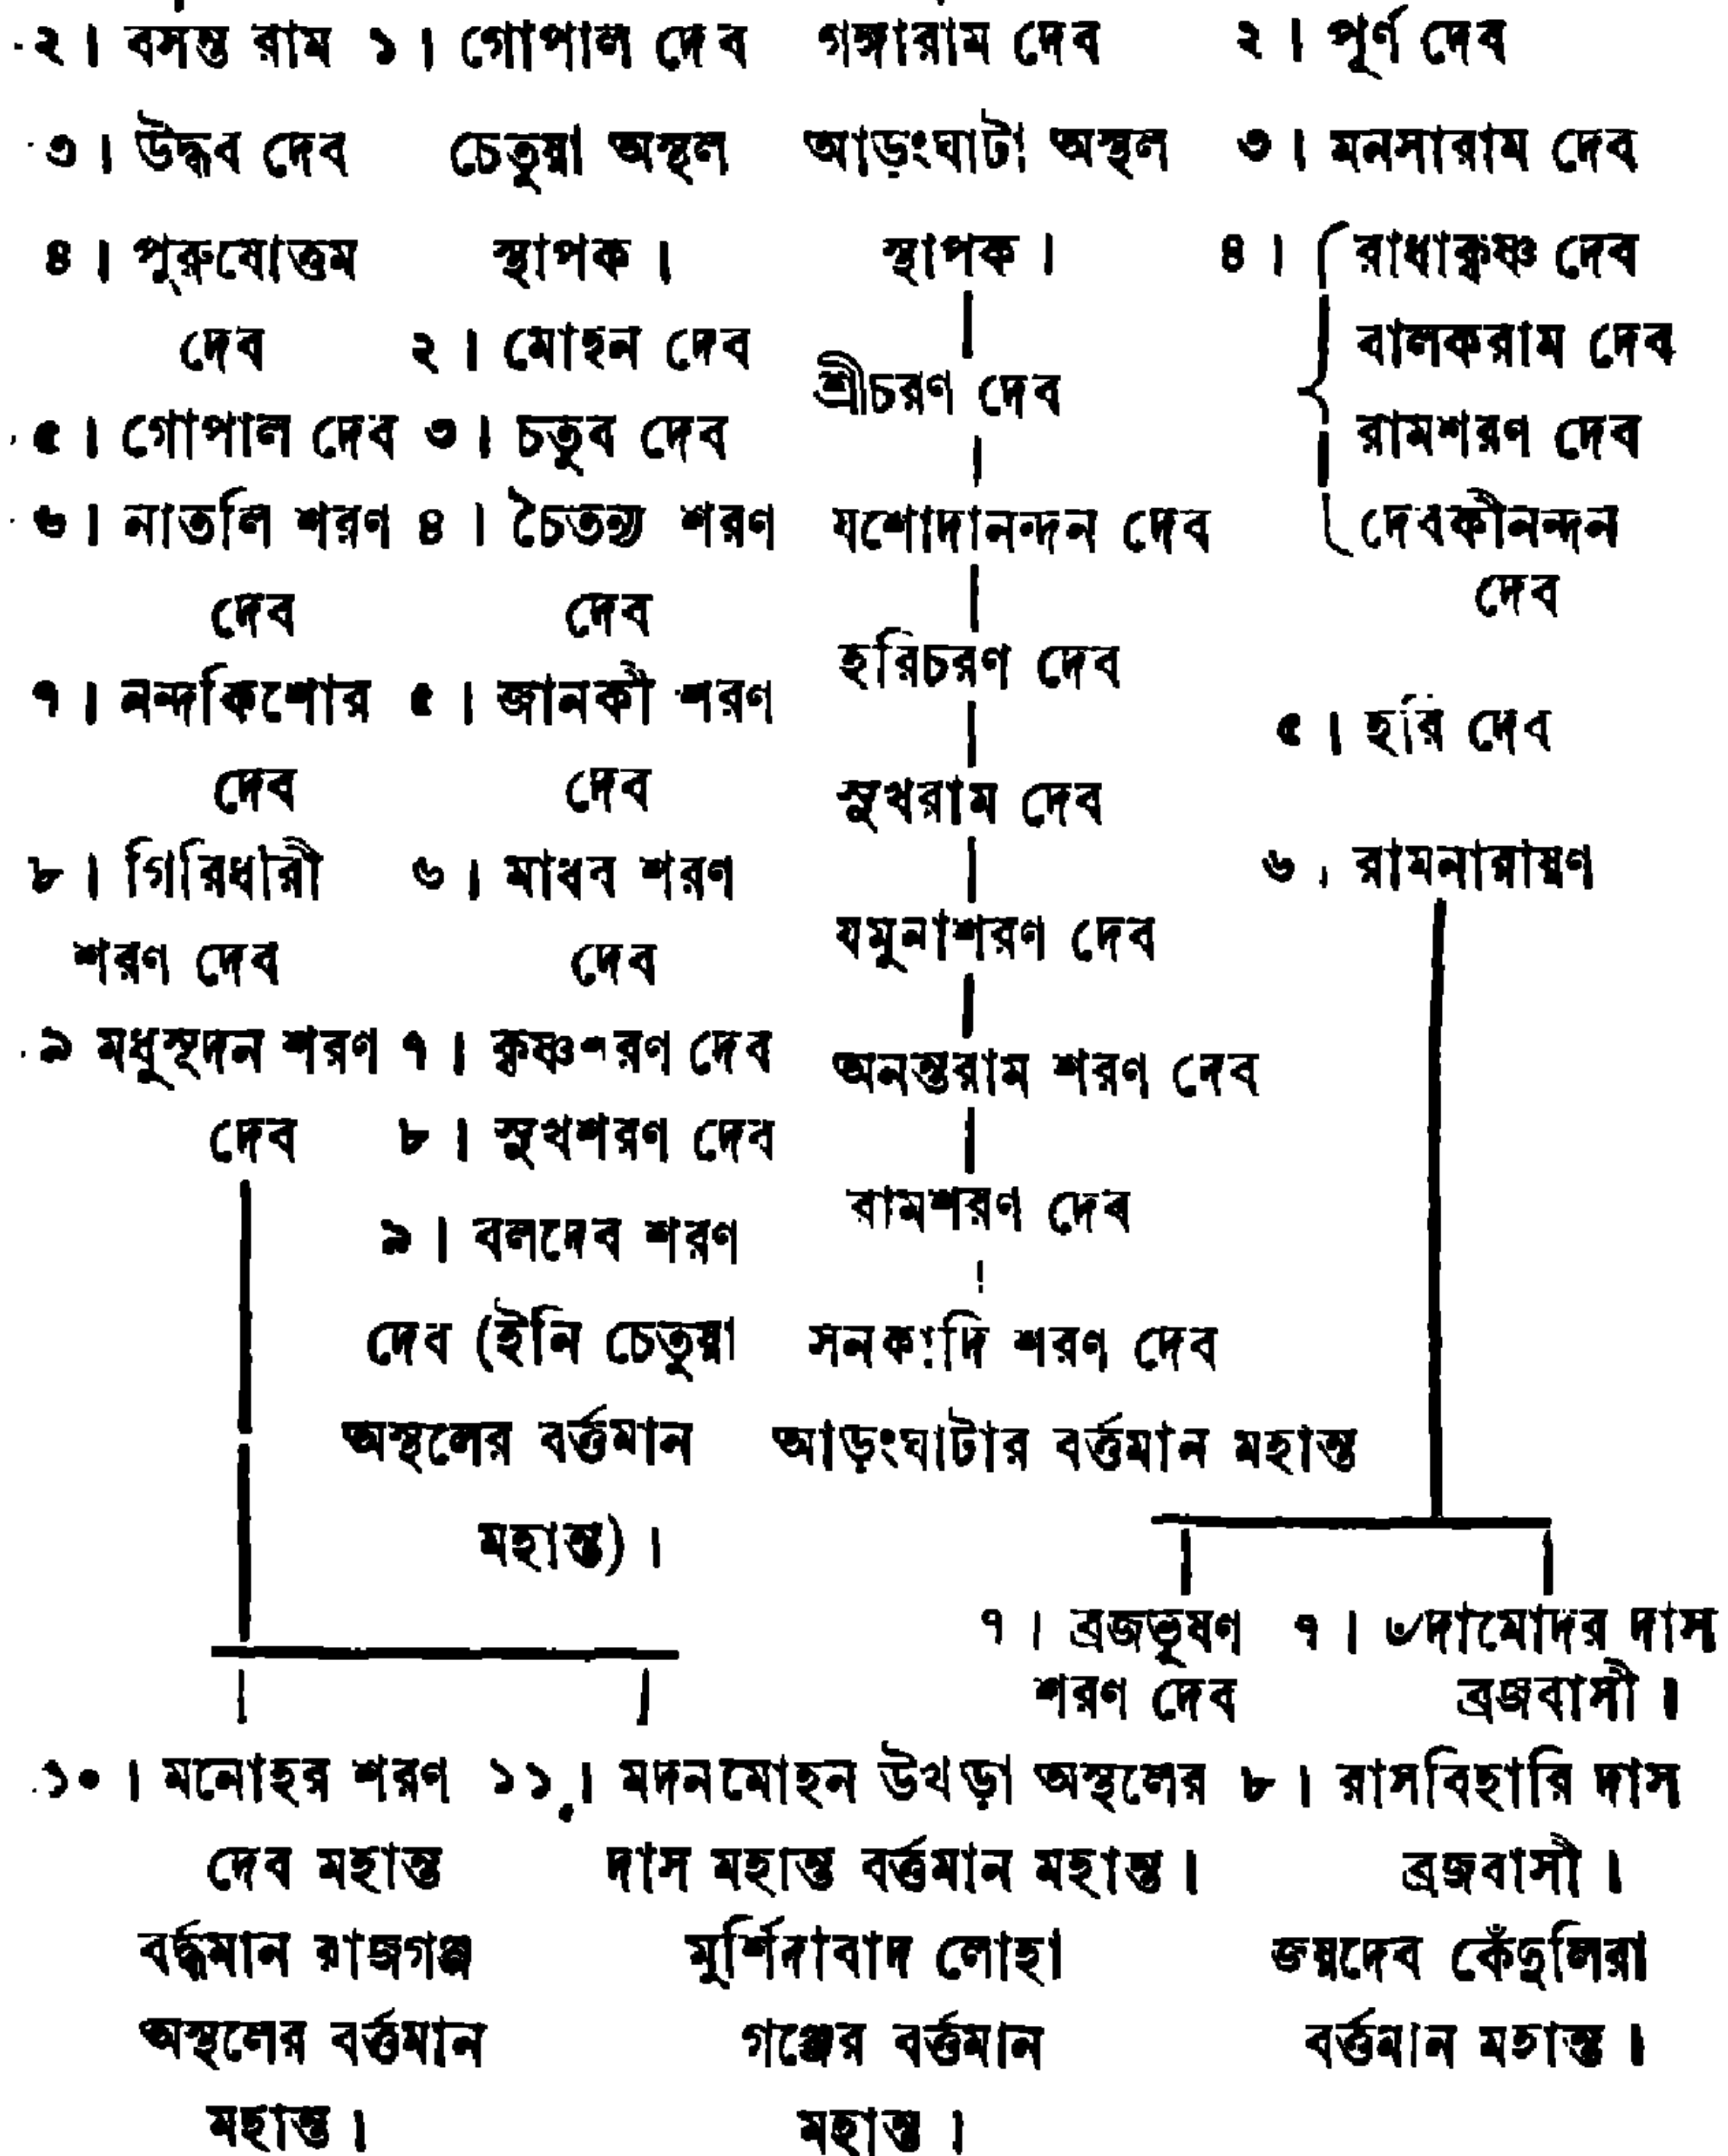 ২। বসন্ত রাম ১। গোপাল দেব গঙ্গারাম দেব ২। পূর্ণ দেব
৩। উদ্ধব দেব চেতুয়া অস্থল আড়ংঘাটা অস্থল ৩। মনসারাম দেব
৪। পুরুষোত্তম স্থাপক। স্থাপক। ৪। রাধাকৃষ্ণ দেব
দেব ২। মোহন দেব বালকরাম দেব
শ্রীচরণ দেব
৫। গোপাল দেব ৩। চতুব দেব রামশরণ দেব
৬। নাতলি শরণ ৪। চৈতন্য শরণ যশোদানন্দন দেব দেবকীনন্দন
দেব দেব দেব
হরিচরণ দেব
৭। নন্দকিশোর ৫। জানকী শরণ ৫। হরি দেব
দেব দেব সুখরাম দেব
৮। গিরিধারী ৬। মাধব শরণ ৬। রামনারায়ণ
শরণ দেব দেব যমুনাশরণ দেব
৯ মধুসূদন শরণ ৭। কৃষ্ণশরণ দেব অনন্তরাম শরণ দেব
দেব ৮। সুখশরণ দেব
রামশরণ দেব
৯। বলদেব শরণ
দেব (ইনি চেতুয়া সনকাদি শরণ দেব
অস্থলের বর্ত্তমান আড়ংঘাটার বর্ত্তমান মহান্ত
মহান্ত)।
৭। ব্রজভূষণ ৭। ৺দামোদর দাস
শরণ দেব ব্রজবাসী।
১০। মনোহর শরণ ১১। মদনমোহন উখড়া অস্থলের ৮। রাসবিহারি দাস
দেব মহান্ত দাস মহান্ত বর্ত্তমান মহান্ত। ব্রজবাসী।
বর্দ্ধমান রাজগঞ্জ মুর্শিদাবাদ লোহা জয়দেব কেঁদুলিরা
অস্থলের বর্ত্তমান গঞ্জের বর্ত্তমান বর্ত্তমান মহান্ত।
মহান্ত। মহান্ত।